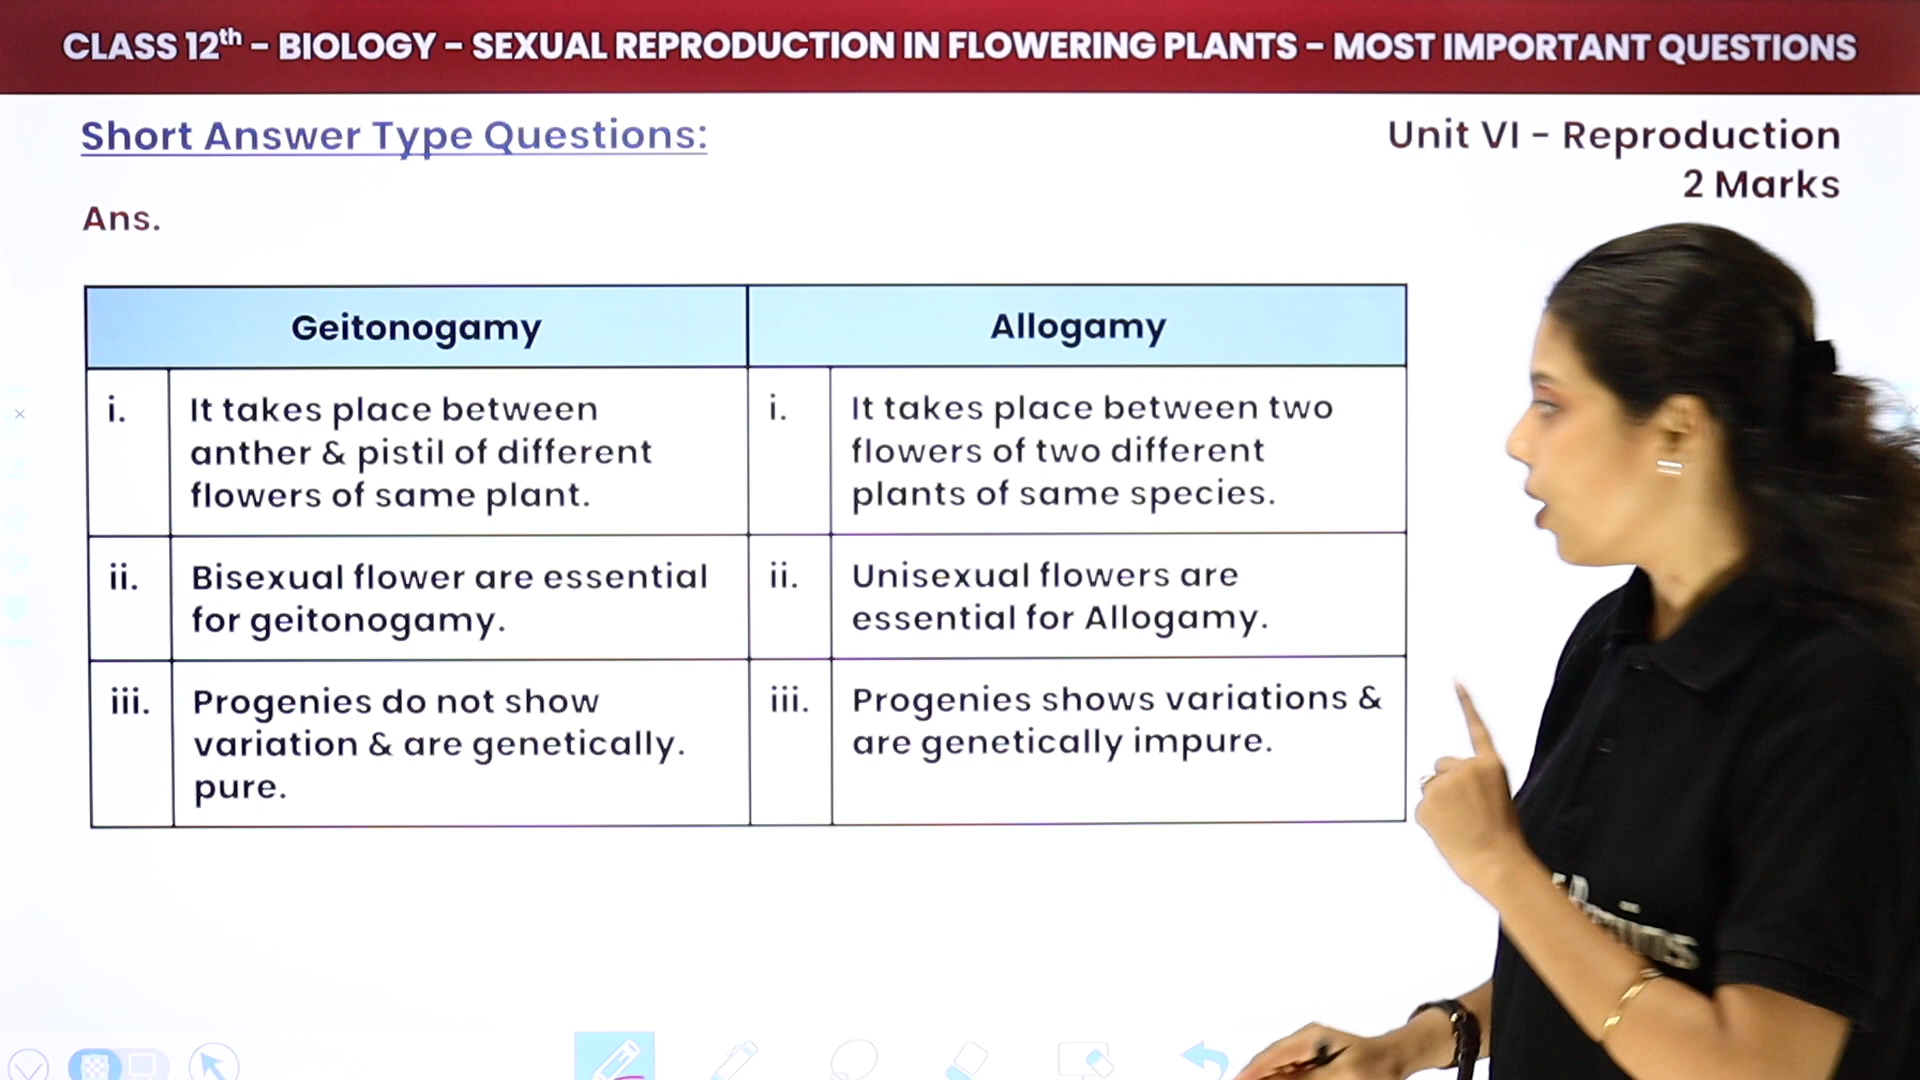 CLASS 12th – BIOLOGY – SEXUAL REPRODUCTION IN FLOWERING PLANTS – MOST IMPORTANT QUESTIONS
Short Answer Type Questions:
Unit VI – Reproduction
2 Marks
Ans.
Geitonogamy
Allogamy
i.
It takes place between
anther & pistil of different
flowers of same plant.
i.
It takes place between two
flowers of two different
plants of same species.
ii.
Bisexual flower are essential
for geitonogamy.
ii.
Unisexual flowers are
essential for Allogamy.
iii.
Progenies do not show
variation & are genetically.
pure.
iii.
Progenies shows variations &
are genetically impure.